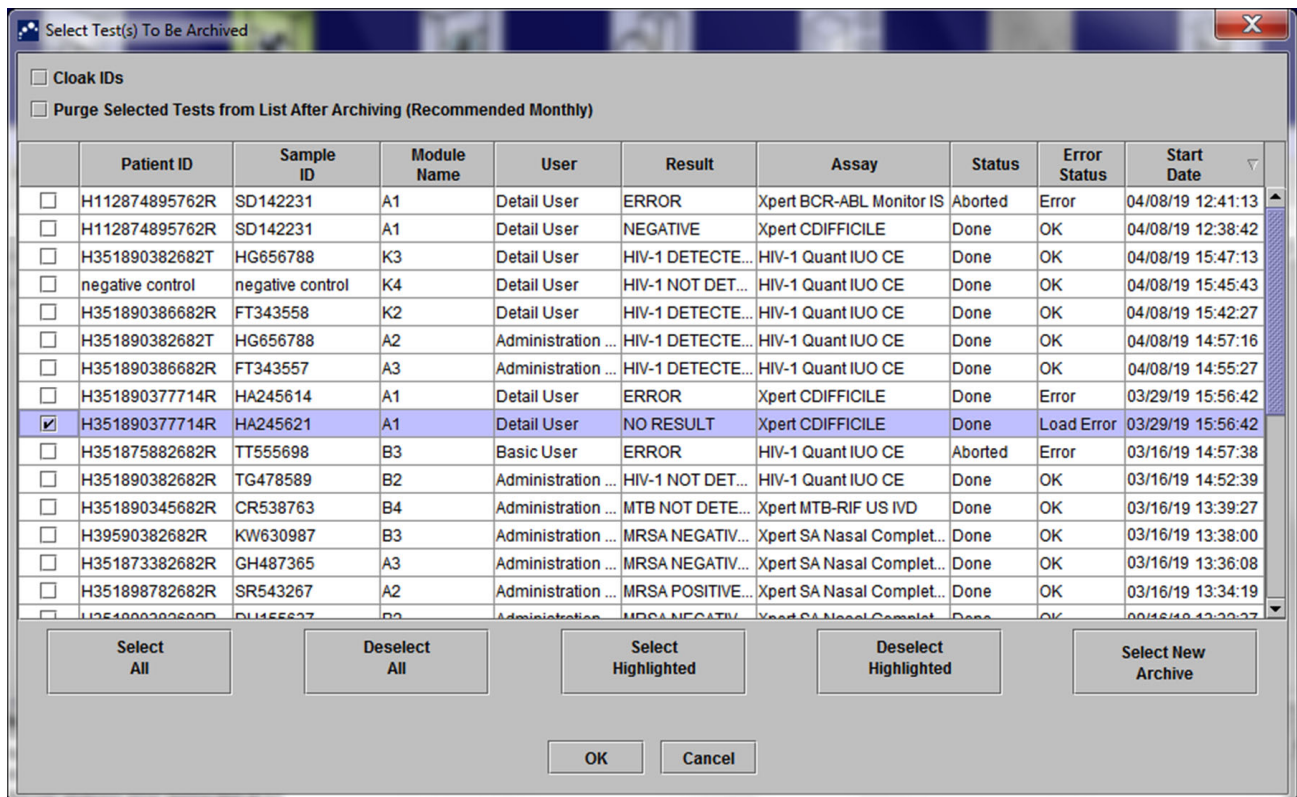 Select Test(s) To Be Archived
Cloak IDs
Purge Selected Tests from List After Archiving (Recommended Monthly)
Patient ID Sample ID Module Name User Result Assay Status Error Status Start Date
H112874895762R SD142231 A1 Detail User ERROR Xpert BCR-ABL Monitor IS Aborted Error 04/08/19 12:41:13
H112874895762R SD142231 A1 Detail User NEGATIVE Xpert CDIFFICILE Done OK 04/08/19 12:38:42
H351890382682T HG656788 K3 Detail User HIV-1 DETECTE... HIV-1 Quant IUO CE Done OK 04/08/19 15:47:13
negative control negative control K4 Detail User HIV-1 NOT DET... HIV-1 Quant IUO CE Done OK 04/08/19 15:45:43
H351890386682R FT343558 K2 Detail User HIV-1 DETECTE... HIV-1 Quant IUO CE Done OK 04/08/19 15:42:27
H351890382682T HG656788 A2 Administration ... HIV-1 DETECTE... HIV-1 Quant IUO CE Done OK 04/08/19 14:57:16
H351890386682R FT343557 A3 Administration ... HIV-1 DETECTE... HIV-1 Quant IUO CE Done OK 04/08/19 14:55:27
H351890377714R HA245614 A1 Detail User ERROR Xpert CDIFFICILE Done Error 03/29/19 15:56:42
H351890377714R HA245621 A1 Detail User NO RESULT Xpert CDIFFICILE Done Load Error 03/29/19 15:56:42
H351875882682R TT555698 B3 Basic User ERROR HIV-1 Quant IUO CE Aborted Error 03/16/19 14:57:38
H351890382682R TG478589 B2 Administration ... HIV-1 NOT DET... HIV-1 Quant IUO CE Done OK 03/16/19 14:52:39
H351890345682R CR538763 B4 Administration ... MTB NOT DETE... Xpert MTB-RIF US IVD Done OK 03/16/19 13:39:27
H39590382682R KW630987 B3 Administration ... MRSA NEGATIV... Xpert SA Nasal Complet... Done OK 03/16/19 13:38:00
H351873382682R GH487365 A3 Administration ... MRSA NEGATIV... Xpert SA Nasal Complet... Done OK 03/16/19 13:36:08
H351898782682R SR543267 A2 Administration ... MRSA POSITIVE... Xpert SA Nasal Complet... Done OK 03/16/19 13:34:19
Select All Deselect All Select Highlighted Deselect Highlighted Select New Archive
OK Cancel